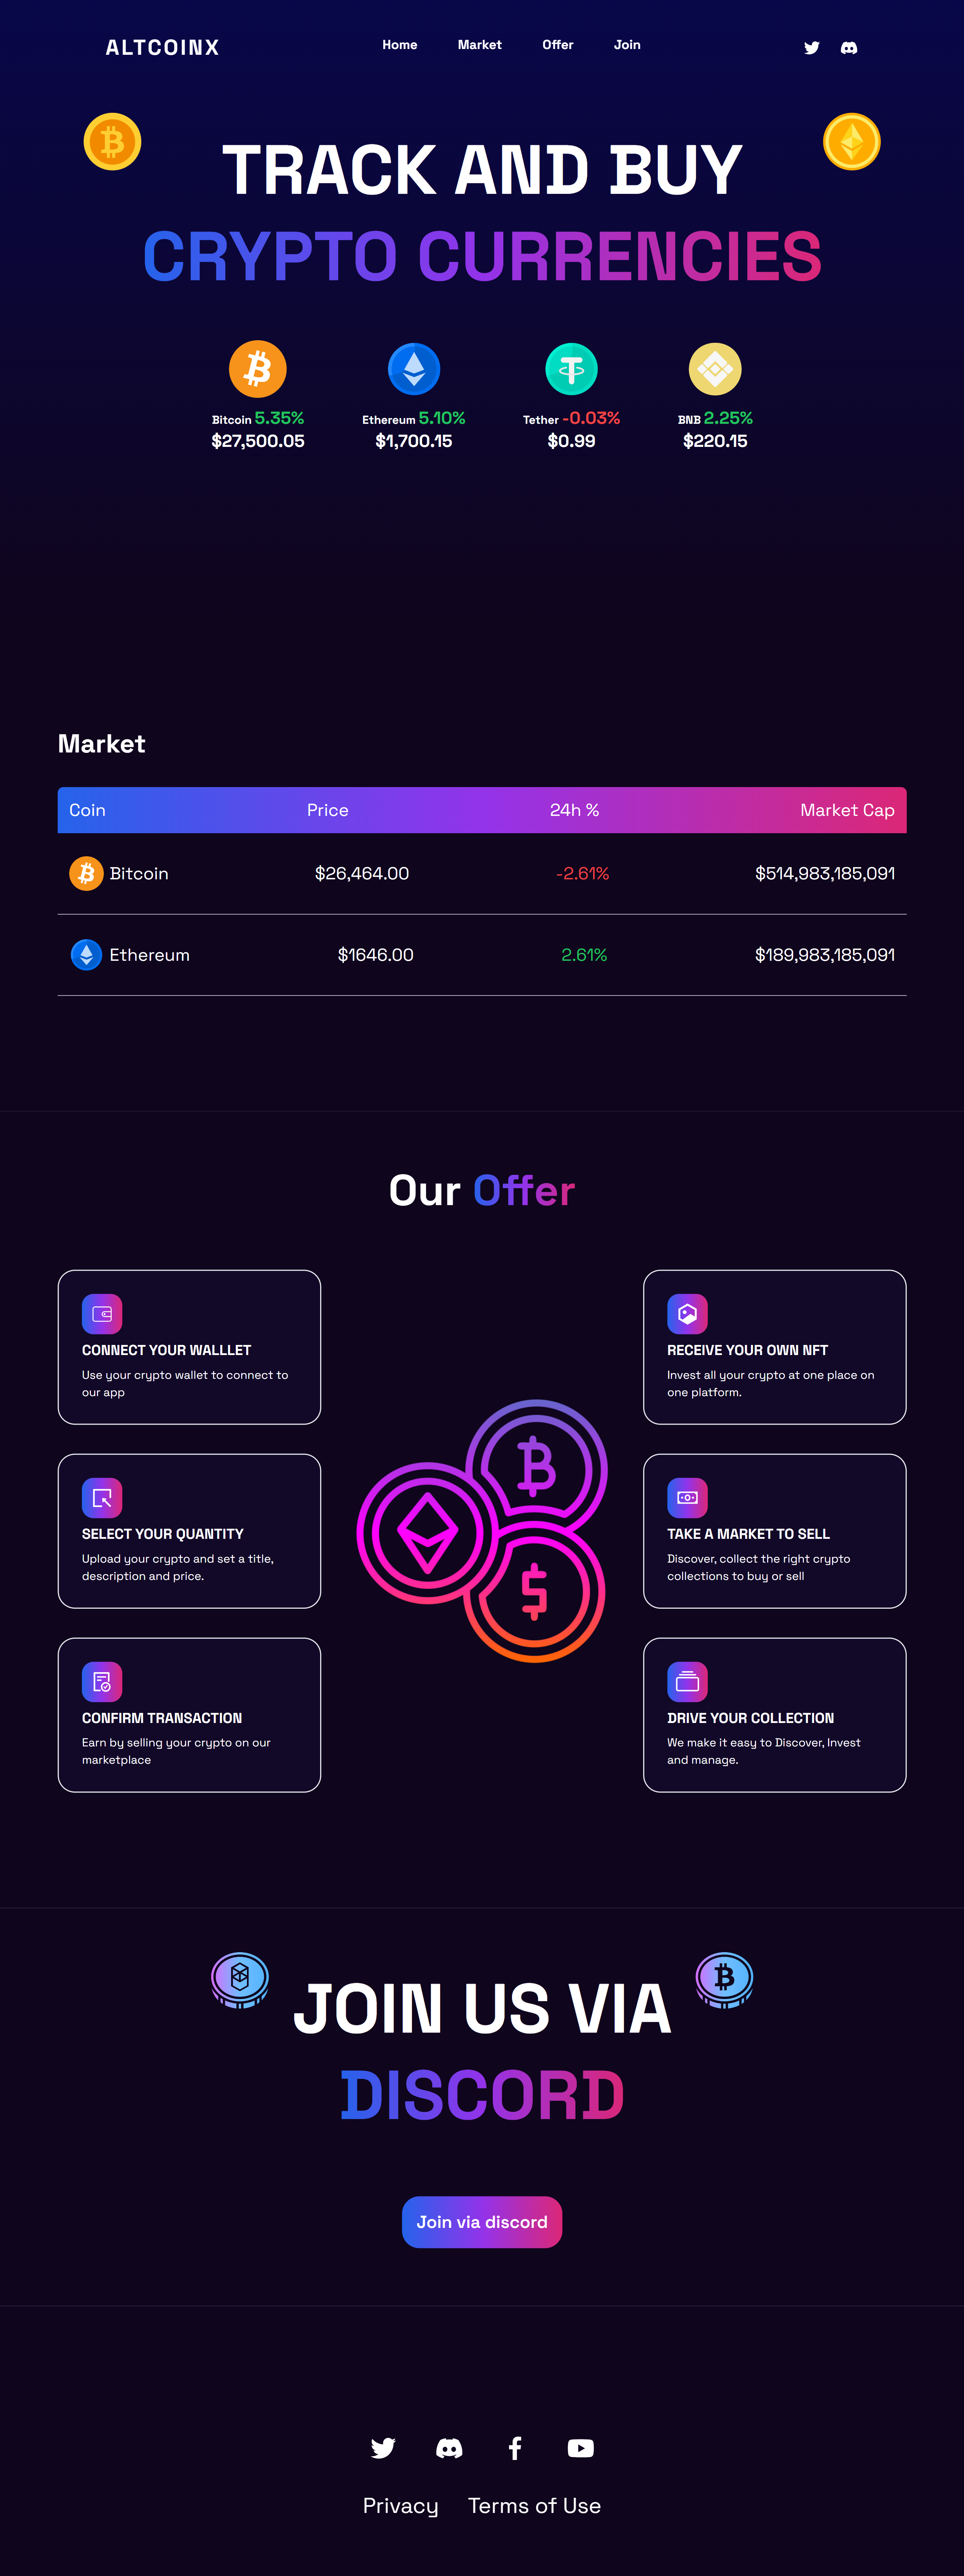 ALTCOINX
Home Market Offer Join
TRACK AND BUY
CRYPTO CURRENCIES
Bitcoin 5.35%
$27,500.05
Ethereum 5.10%
$1,700.15
Tether -0.03%
$0.99
BNB 2.25%
$220.15
Market
Coin Price 24h % Market Cap
Bitcoin $26,464.00 -2.61% $514,983,185,091
Ethereum $1646.00 2.61% $189,983,185,091
Our Offer
CONNECT YOUR WALLLET
Use your crypto wallet to connect to
our app
SELECT YOUR QUANTITY
Upload your crypto and set a title,
description and price.
CONFIRM TRANSACTION
Earn by selling your crypto on our
marketplace
RECEIVE YOUR OWN NFT
Invest all your crypto at one place on
one platform.
TAKE A MARKET TO SELL
Discover, collect the right crypto
collections to buy or sell
DRIVE YOUR COLLECTION
We make it easy to Discover, Invest
and manage.
JOIN US VIA
DISCORD
Join via discord
Privacy Terms of Use